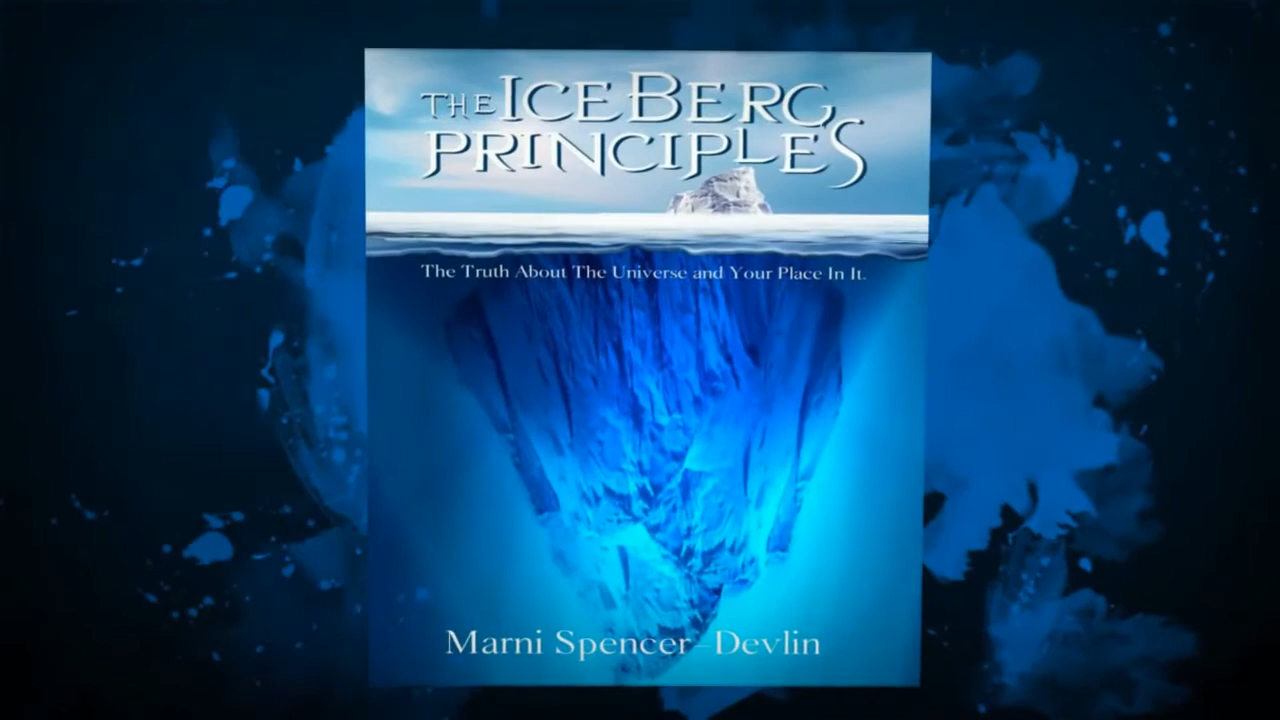 THE ICEBERG
PRINCIPLES
The Truth About The Universe and Your Place In It.
Marni Spencer-Devlin